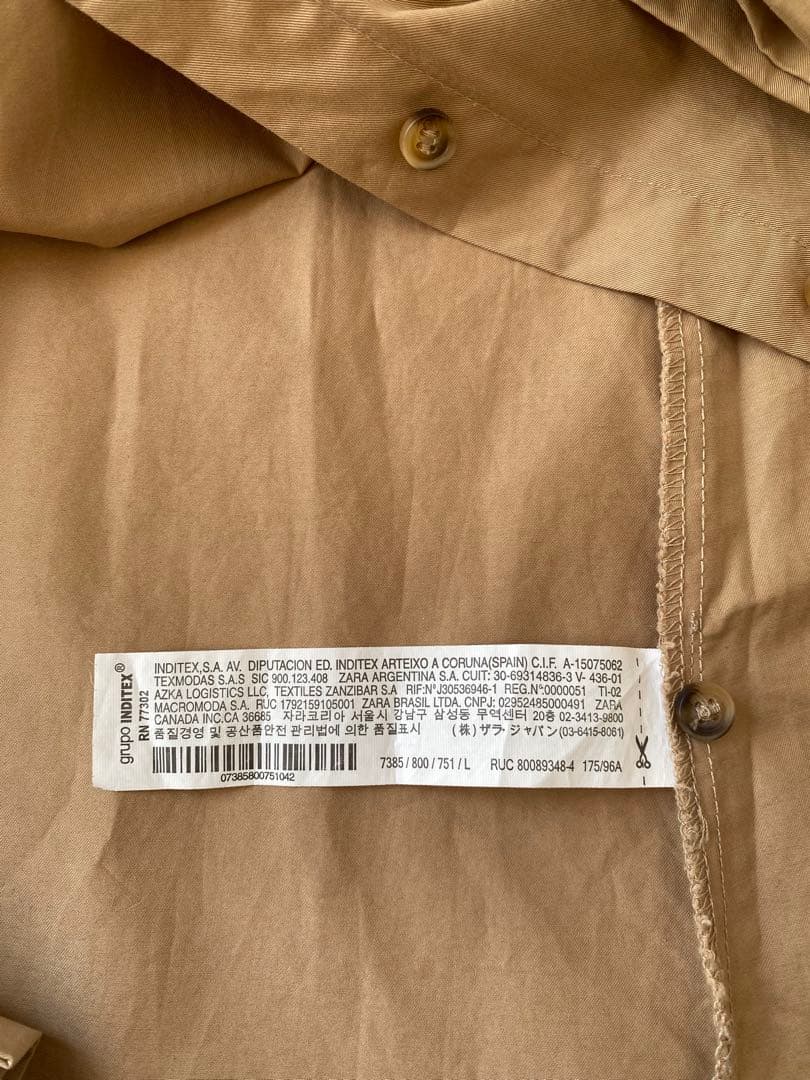 grupo INDITEX®
RN 77302
INDITEX,S.A. AV. DIPUTACION ED. INDITEX ARTEIXO A CORUNA(SPAIN) C.I.F. A-15075062
TEXMODAS S.A.S SIC 900.123.408 ZARA ARGENTINA S.A. CUIT: 30-69314836-3 V- 436-01
AZKA LOGISTICS LLC, TEXTILES ZANZIBAR S.A RIF:NºJ30536946-1 REG.Nº:0000051 TI-02
MACROMODA S.A. RUC 1792159105001 ZARA BRASIL LTDA. CNPJ: 02952485000491 ZARA
CANADA INC.CA 36685 자라코리아 서울시 강남구 삼성동 무역센터 20층 02-3413-9800
품질경영 및 공산품안전 관리법에 의한 품질표시 (株) ザラ・ジャパン(03-6415-8061)
07385800751042
7385 / 800 / 751 / L RUC 80089348-4 175/96A